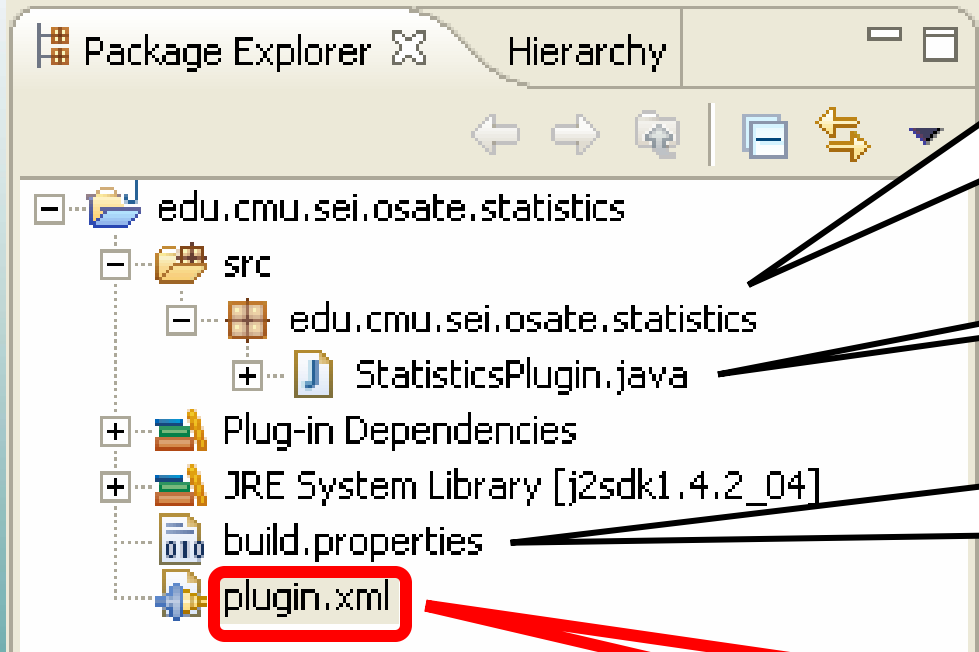 Package Explorer Hierarchy
edu.cmu.sei.osate.statistics
src
edu.cmu.sei.osate.statistics
StatisticsPlugin.java
Plug-in Dependencies
JRE System Library [j2sdk1.4.2_04]
build.properties
plugin.xml